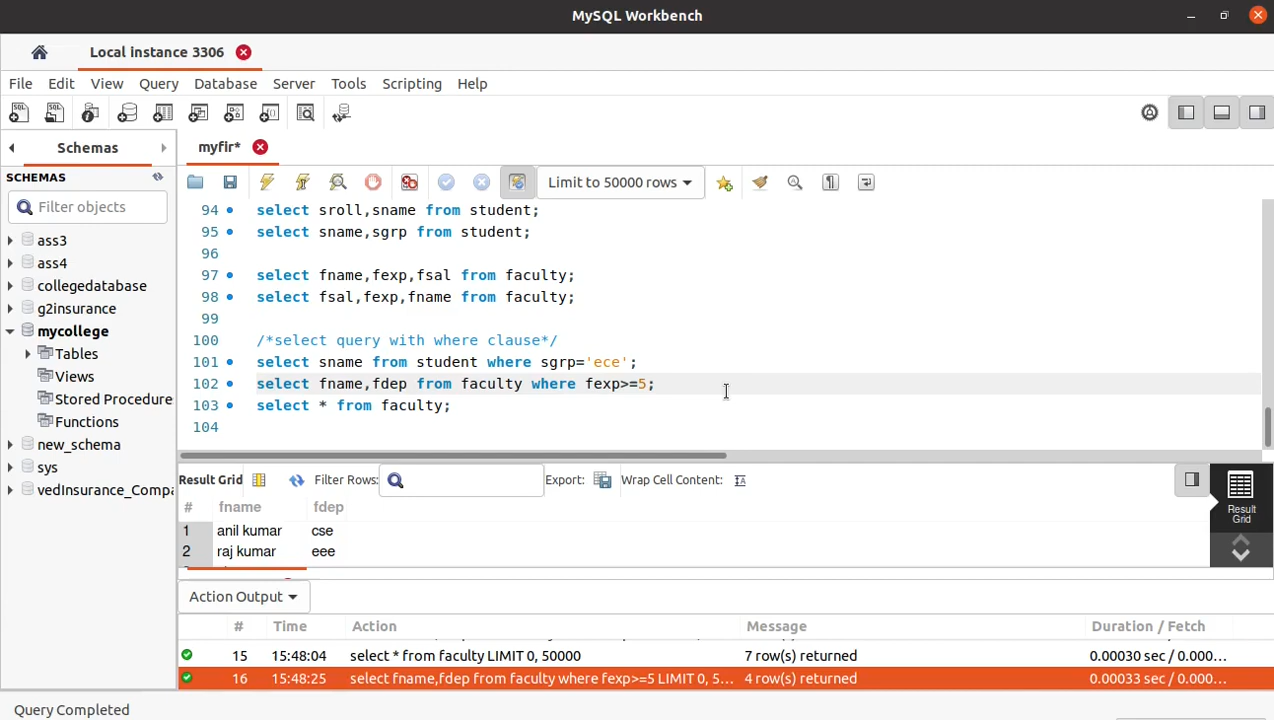 MySQL Workbench
Local instance 3306
File Edit View Query Database Server Tools Scripting Help
Schemas
myfir*
SCHEMAS
Limit to 50000 rows
Filter objects
94 select sroll,sname from student;
95 select sname,sgrp from student;
96
97 select fname,fexp,fsal from faculty;
98 select fsal,fexp,fname from faculty;
99
100 /*select query with where clause*/
101 select sname from student where sgrp='ece';
102 select fname,fdep from faculty where fexp>=5;
103 select * from faculty;
104
ass3
ass4
collegedatabase
g2insurance
mycollege
Tables
Views
Stored Procedure
Functions
new_schema
sys
vedInsurance_Compa
Result Grid Filter Rows: Export: Wrap Cell Content:
# fname fdep
1 anil kumar cse
2 raj kumar eee
Result Grid
Action Output
# Time Action Message Duration / Fetch
15 15:48:04 select * from faculty LIMIT 0, 50000 7 row(s) returned 0.00030 sec / 0.000...
16 15:48:25 select fname,fdep from faculty where fexp>=5 LIMIT 0, 5... 4 row(s) returned 0.00033 sec / 0.000...
Query Completed